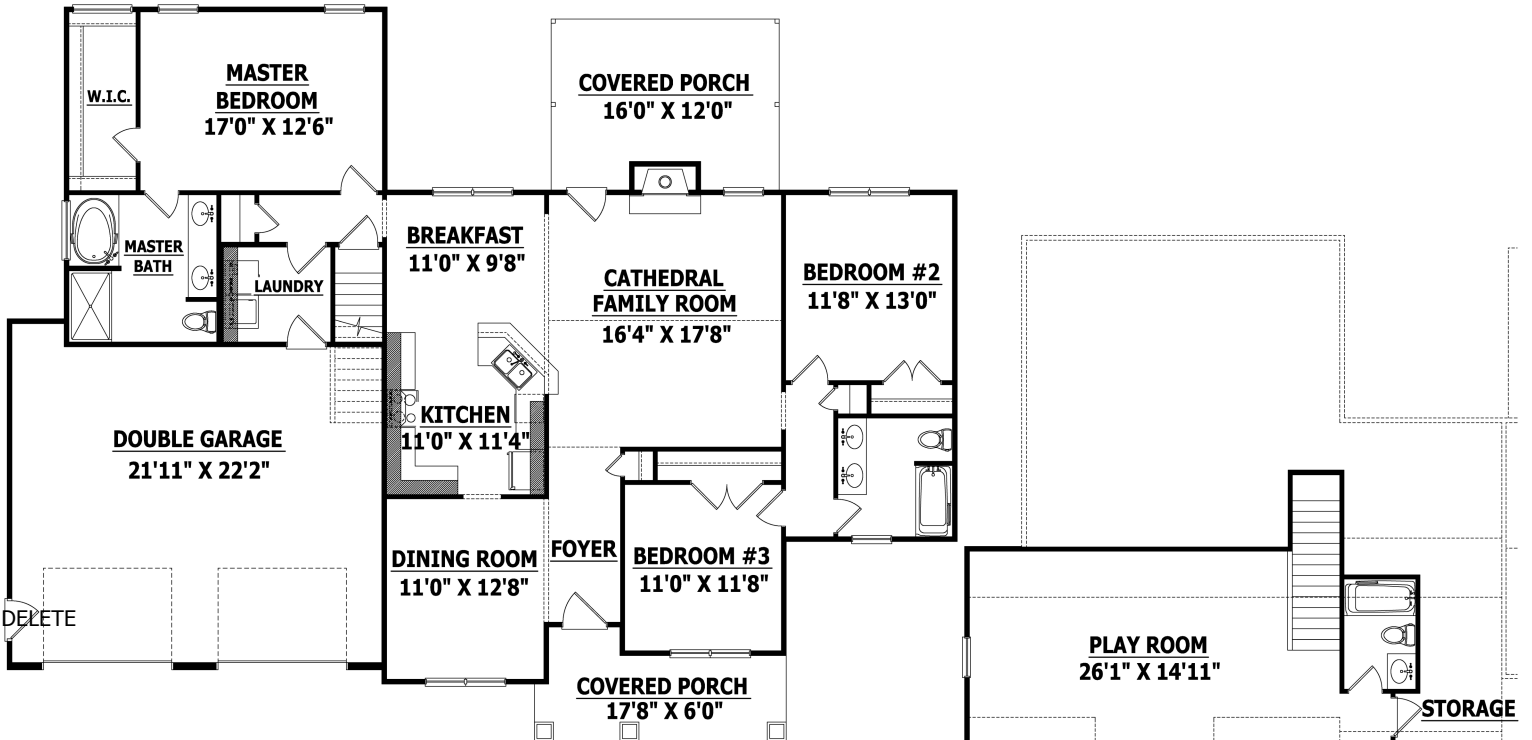 MASTER
BEDROOM
17'0" X 12'6"
W.I.C.
COVERED PORCH
16'0" X 12'0"
MASTER
BATH
LAUNDRY
BREAKFAST
11'0" X 9'8"
CATHEDRAL
FAMILY ROOM
16'4" X 17'8"
BEDROOM #2
11'8" X 13'0"
DOUBLE GARAGE
21'11" X 22'2"
KITCHEN
11'0" X 11'4"
DINING ROOM
11'0" X 12'8"
FOYER
BEDROOM #3
11'0" X 11'8"
DELETE
COVERED PORCH
17'8" X 6'0"
PLAY ROOM
26'1" X 14'11"
STORAGE